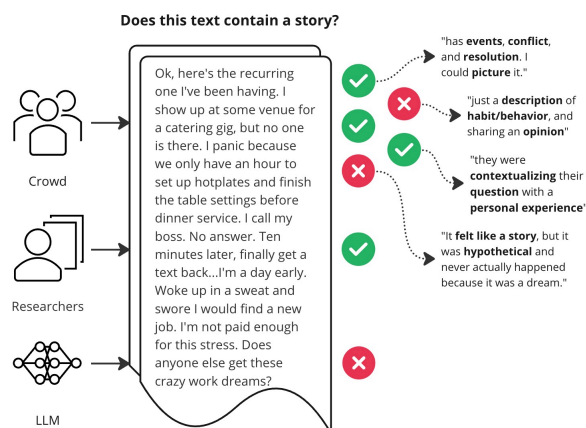 Does this text contain a story?
Crowd
Researchers
LLM
Ok, here's the recurring
one I've been having. I
show up at some venue for
a catering gig, but no one
is there. I panic because
we only have an hour to
set up hotplates and finish
the table settings before
dinner service. I call my
boss. No answer. Ten
minutes later, finally get a
text back...I'm a day early.
Woke up in a sweat and
swore I would find a new
job. I'm not paid enough
for this stress. Does
anyone else get these
crazy work dreams?
"has events, conflict,
and resolution. I
could picture it."
"just a description of
habit/behavior, and
sharing an opinion"
"they were
contextualizing their
question with a
personal experience"
"It felt like a story, but it
was hypothetical and
never actually happened
because it was a dream."